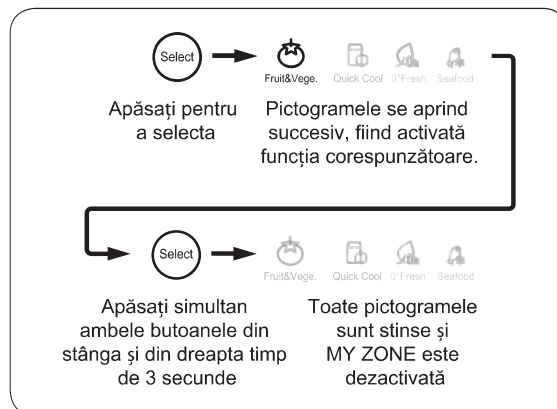 Select
Fruit&Vege. Quick Cool 0°Fresh Seafood
Apăsați pentru
a selecta
Pictogramele se aprind
succesiv, fiind activată
funcția corespunzătoare.
Select
Fruit&Vege. Quick Cool 0°Fresh Seafood
Apăsați simultan
ambele butoanele din
stânga și din dreapta timp
de 3 secunde
Toate pictogramele
sunt stinse și
MY ZONE este
dezactivată